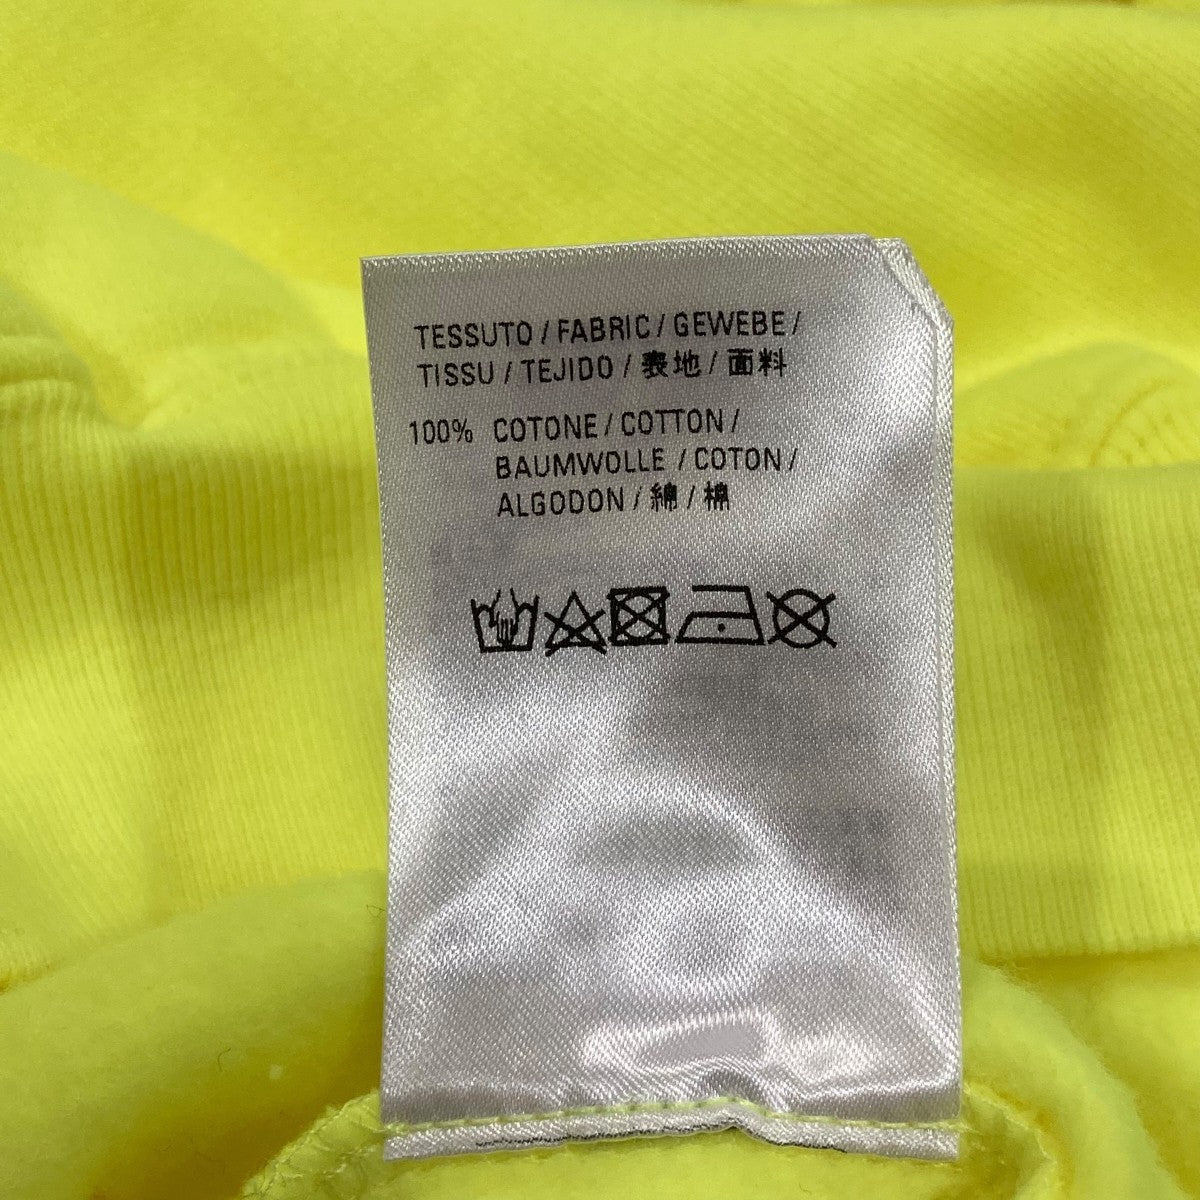 TESSUTO / FABRIC / GEWEBE /
TISSU / TEJIDO / 表地 / 面料
100% COTONE / COTTON /
BAUMWOLLE / COTON /
ALGODON / 綿 / 棉